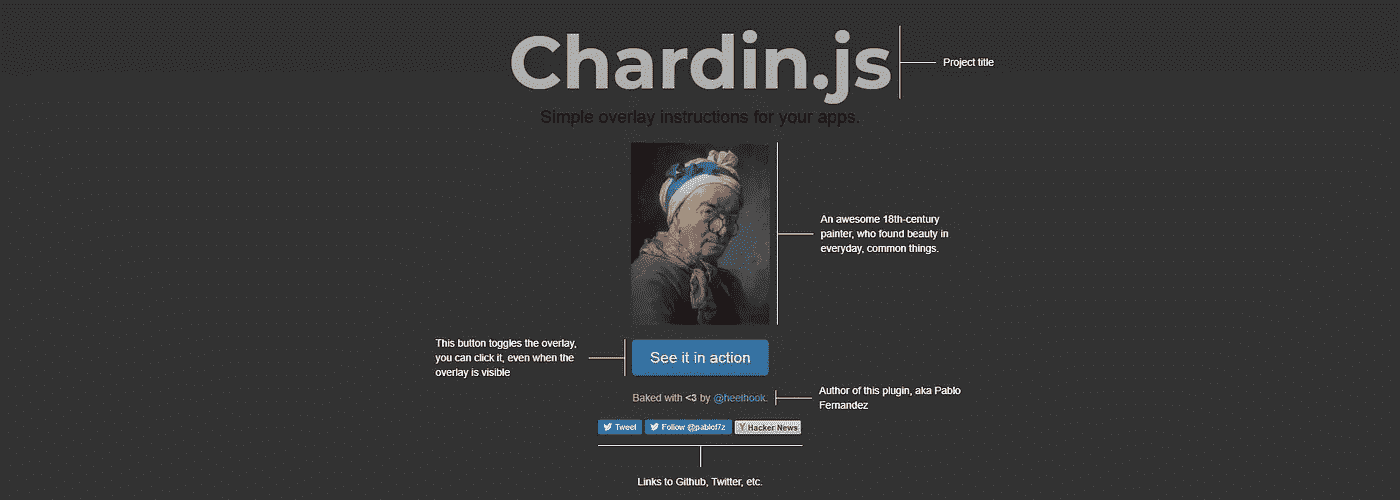 Chardin.js
Project title
Simple overlay instructions for your apps.
An awesome 18th-century
painter, who found beauty in
everyday, common things.
This button toggles the overlay,
you can click it, even when the
overlay is visible
See it in action
Baked with <3 by @heelhook.
Author of this plugin, aka Pablo
Fernandez
Tweet
Follow @pablof7z
Y Hacker News
Links to Github, Twitter, etc.